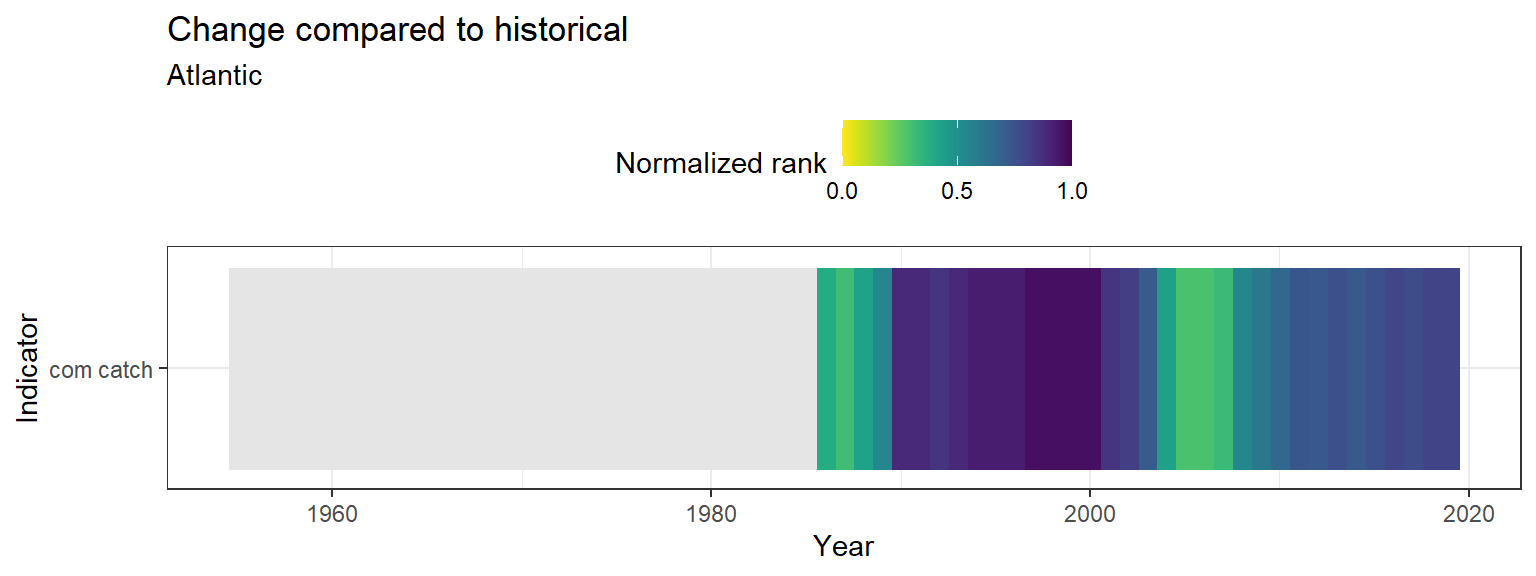 Change compared to historical
Atlantic
Normalized rank
0.0 0.5 1.0
Indicator
com catch
1960 1980 2000 2020
Year